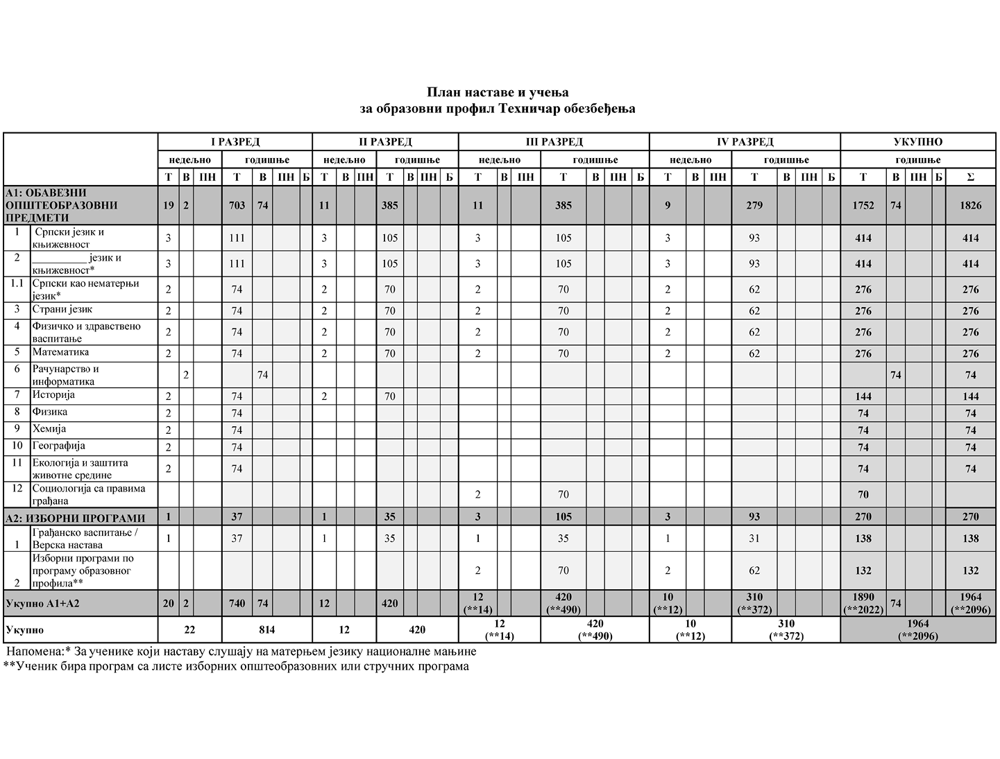 План наставе и учења
за образовни профил Техничар обезбеђења
I РАЗРЕД II РАЗРЕД III РАЗРЕД IV РАЗРЕД УКУПНО
недељно годишње недељно годишње недељно годишње недељно годишње годишње
Т В ПН Т В ПН Б Т В ПН Т В ПН Б Т В ПН Т В ПН Б Т В ПН Т В ПН Б Т В ПН Б Σ
А1: ОБАВЕЗНИ
ОПШТЕОБРАЗОВНИ
ПРЕДМЕТИ
19 2 703 74 11 385 11 385 9 279 1752 74 1826
1 Српски језик и
књижевност
3 111 3 105 3 105 3 93 414 414
2 __________ језик и
књижевност*
3 111 3 105 3 105 3 93 414 414
1.1 Српски као нематерњи
језик*
2 74 2 70 2 70 2 62 276 276
3 Страни језик 2 74 2 70 2 70 2 62 276 276
4 Физичко и здравствено
васпитање
2 74 2 70 2 70 2 62 276 276
5 Математика 2 74 2 70 2 70 2 62 276 276
6 Рачунарство и
информатика
2 74 74 74
7 Историја 2 74 2 70 144 144
8 Физика 2 74 74 74
9 Хемија 2 74 74 74
10 Географија 2 74 74 74
11 Екологија и заштита
животне средине
2 74 74 74
12 Социологија са правима
грађана
2 70 70
А2: ИЗБОРНИ ПРОГРАМИ 1 37 1 35 3 105 3 93 270 270
1 Грађанско васпитање /
Верска настава
1 37 1 35 1 35 1 31 138 138
2 Изборни програми по
програму образовног
профила**
2 70 2 62 132 132
Укупно А1+А2 20 2 740 74 12 420 12 420 10 310 1890 74 1964
(**14) (**490) (**12) (**372) (**2022) (**2096)
Укупно 22 814 12 420 12 420 10 310 1964
(**14) (**490) (**12) (**372) (**2096)
Напомена:* За ученике који наставу слушају на матерњем језику националне мањине
**Ученик бира програм са листе изборних општеобразовних или стручних програма